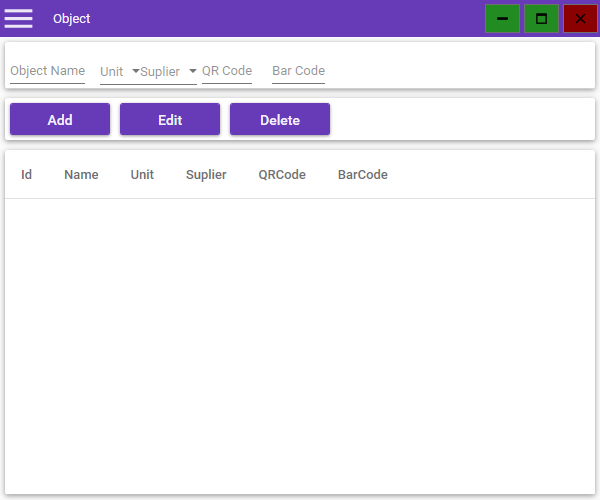 Object
Object Name Unit Suplier QR Code Bar Code
Add Edit Delete
Id Name Unit Suplier QRCode BarCode